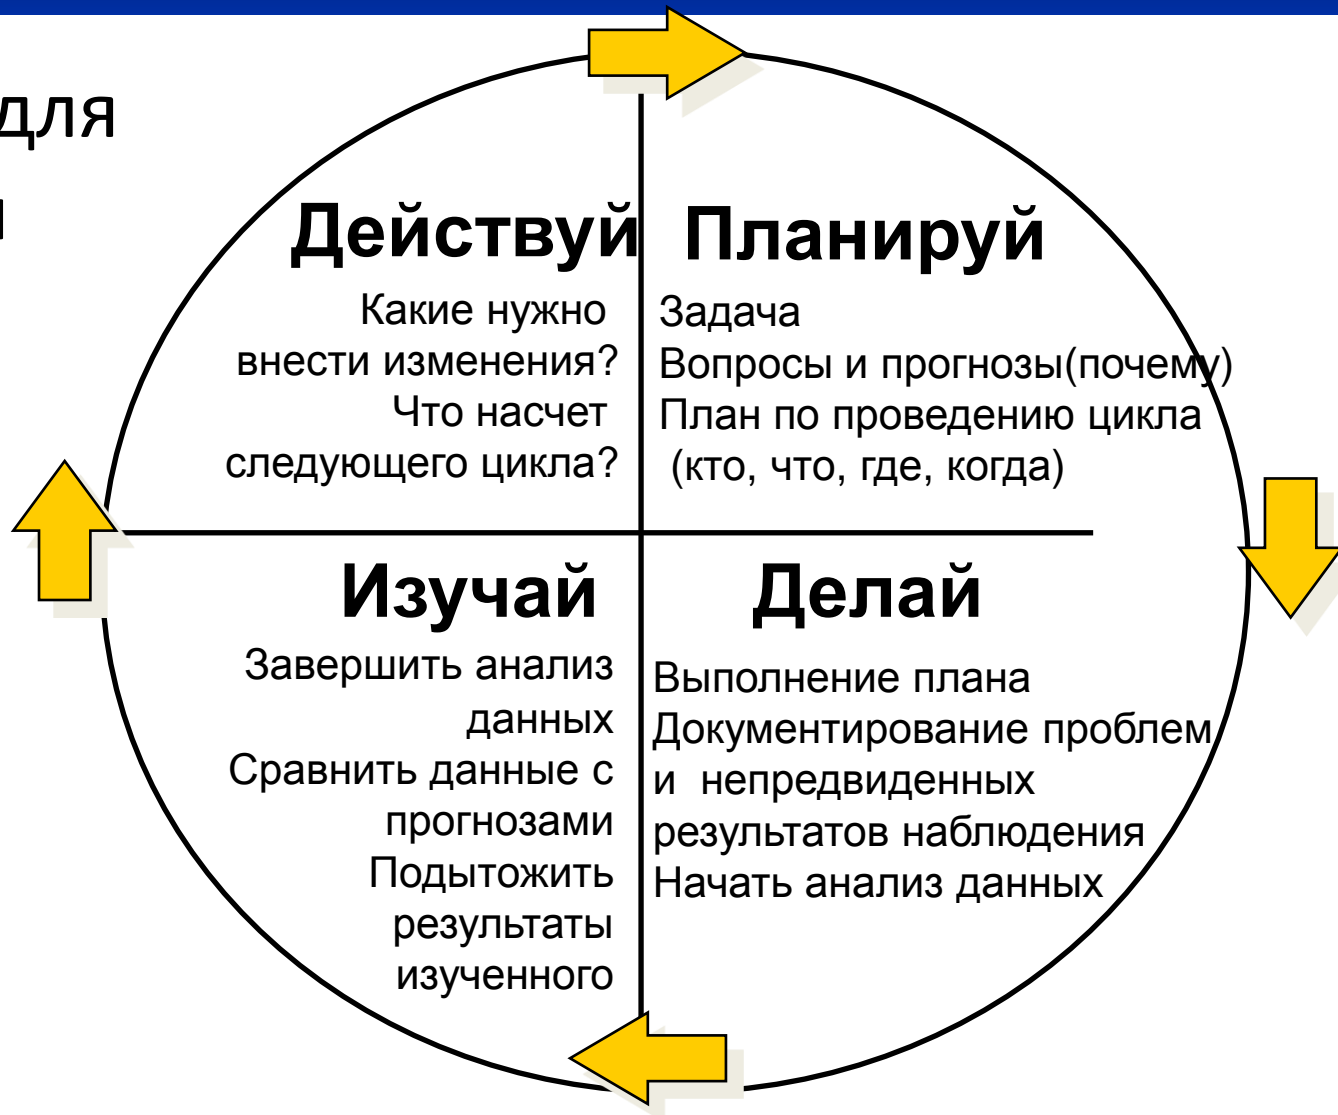 для
Действуй
Какие нужно
внести изменения?
Что насчет
следующего цикла?
Планируй
Задача
Вопросы и прогнозы(почему)
План по проведению цикла
(кто, что, где, когда)
Изучай
Завершить анализ
данных
Сравнить данные с
прогнозами
Подытожить
результаты
изученного
Делай
Выполнение плана
Документирование проблем
и непредвиденных
результатов наблюдения
Начать анализ данных